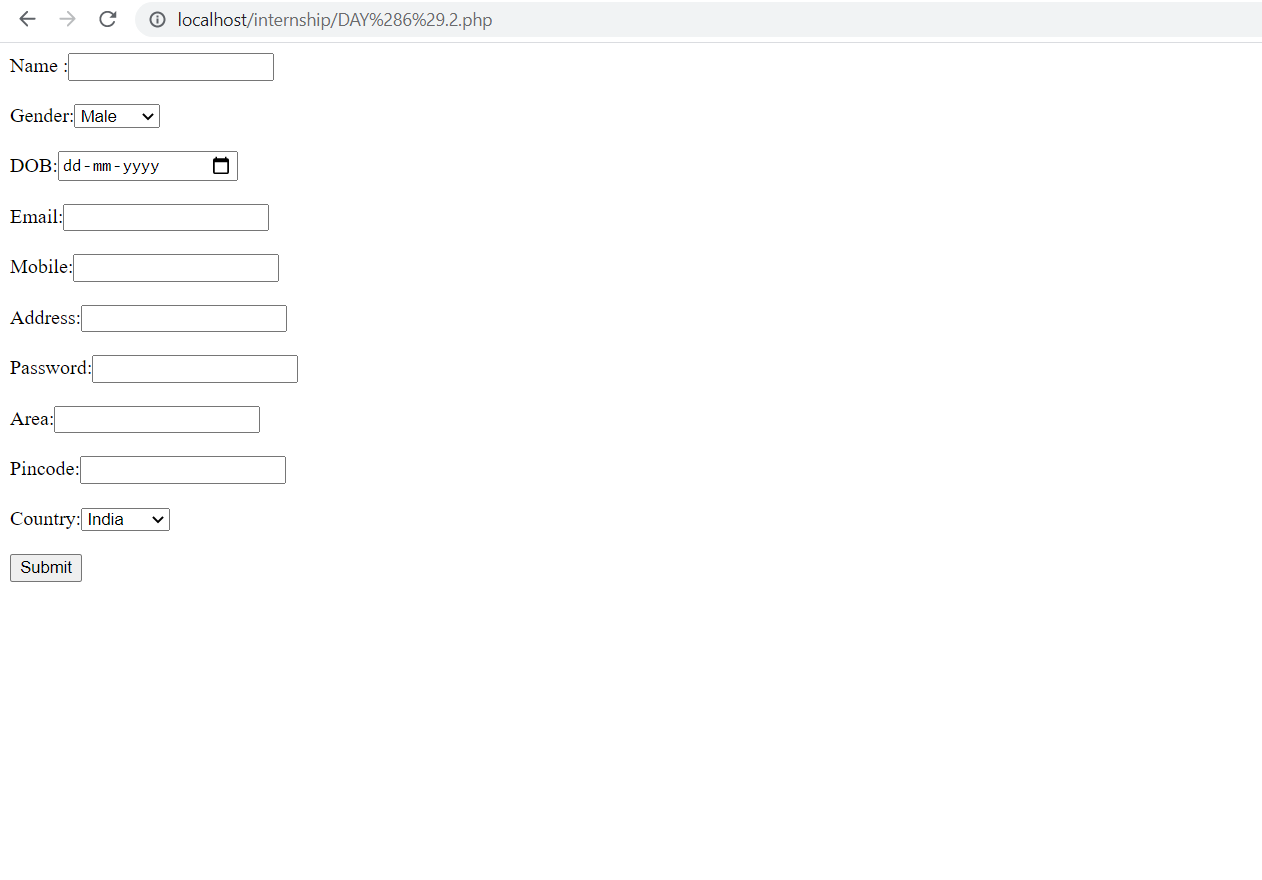 localhost/internship/DAY%286%29.2.php
Name :
Gender: Male
DOB: dd-mm-yyyy
Email:
Mobile:
Address:
Password:
Area:
Pincode:
Country: India
Submit